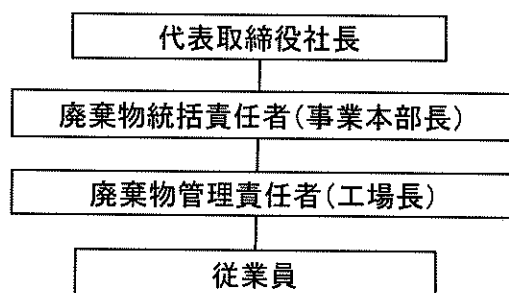 代表取締役社長
廃棄物統括責任者(事業本部長)
廃棄物管理責任者(工場長)
従業員